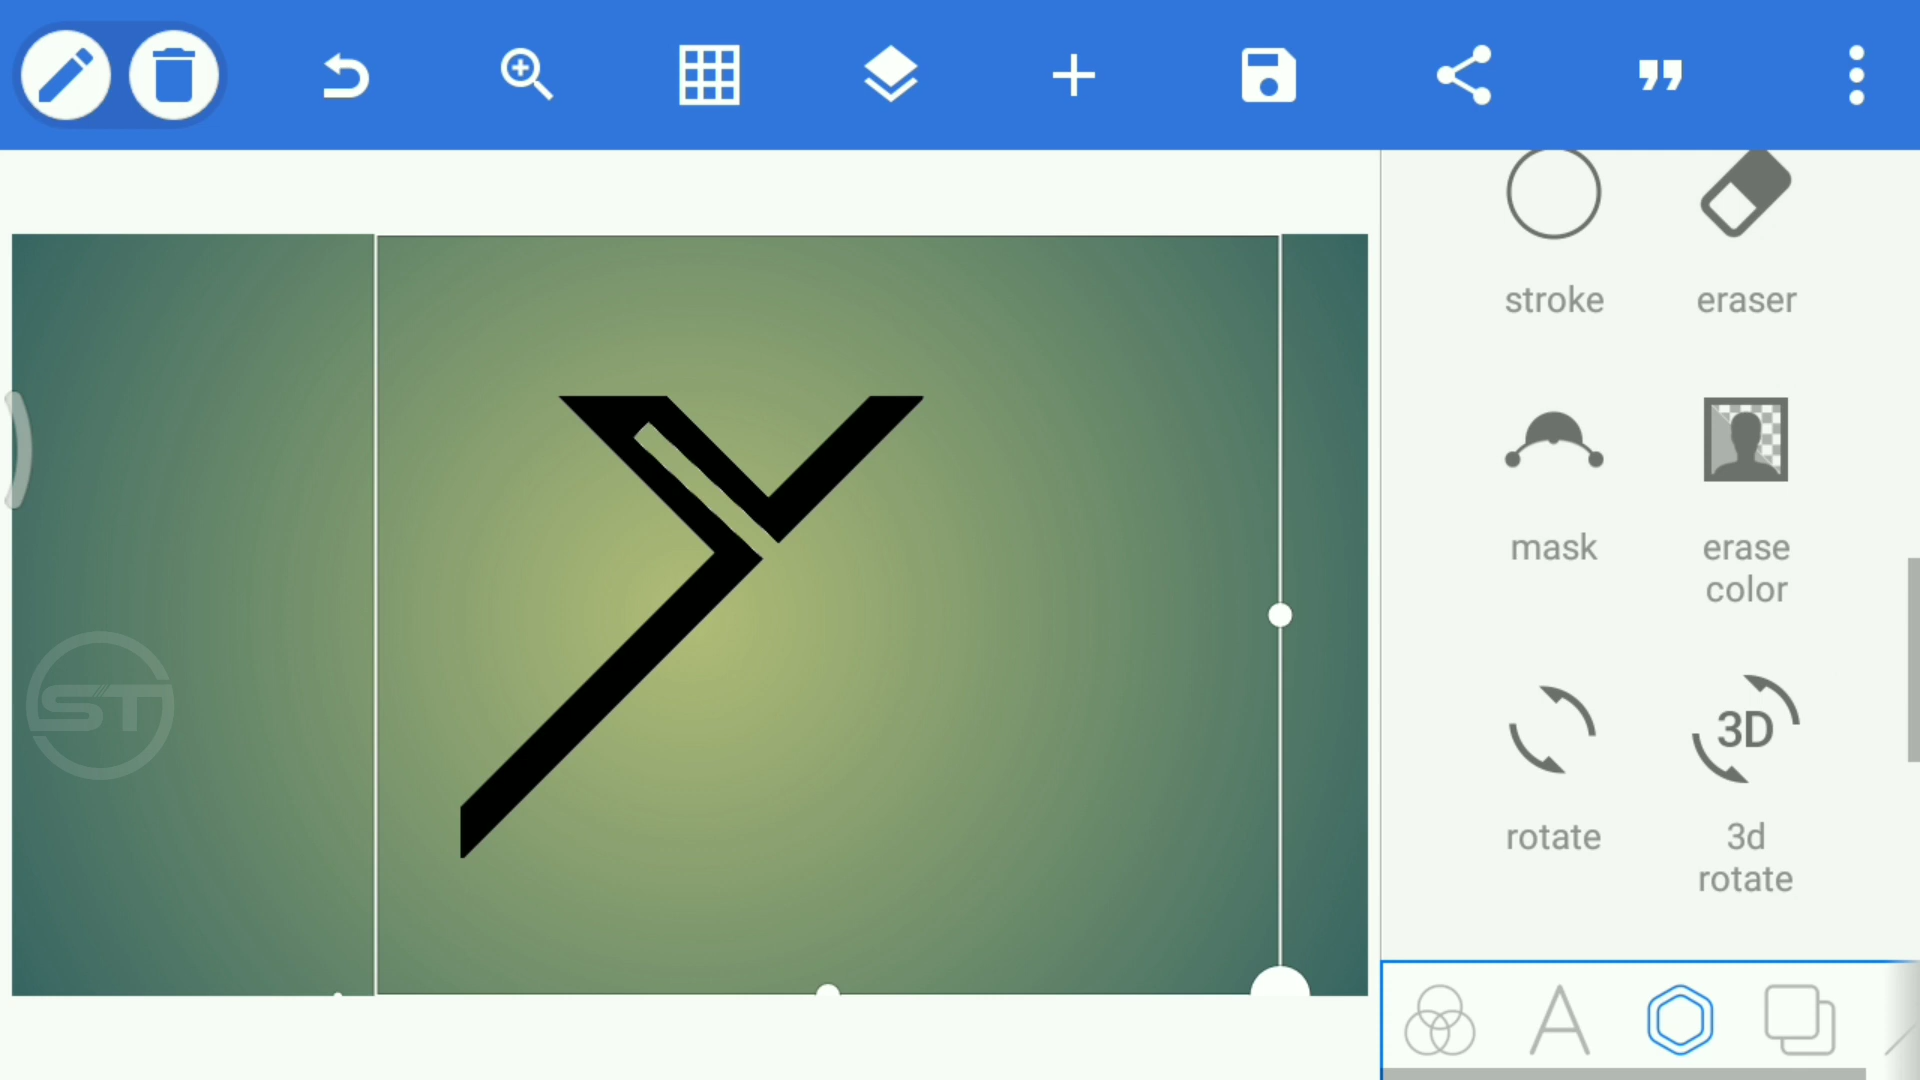 stroke
eraser
mask
erase
color
3D
rotate
3d
rotate
ST
Y
A